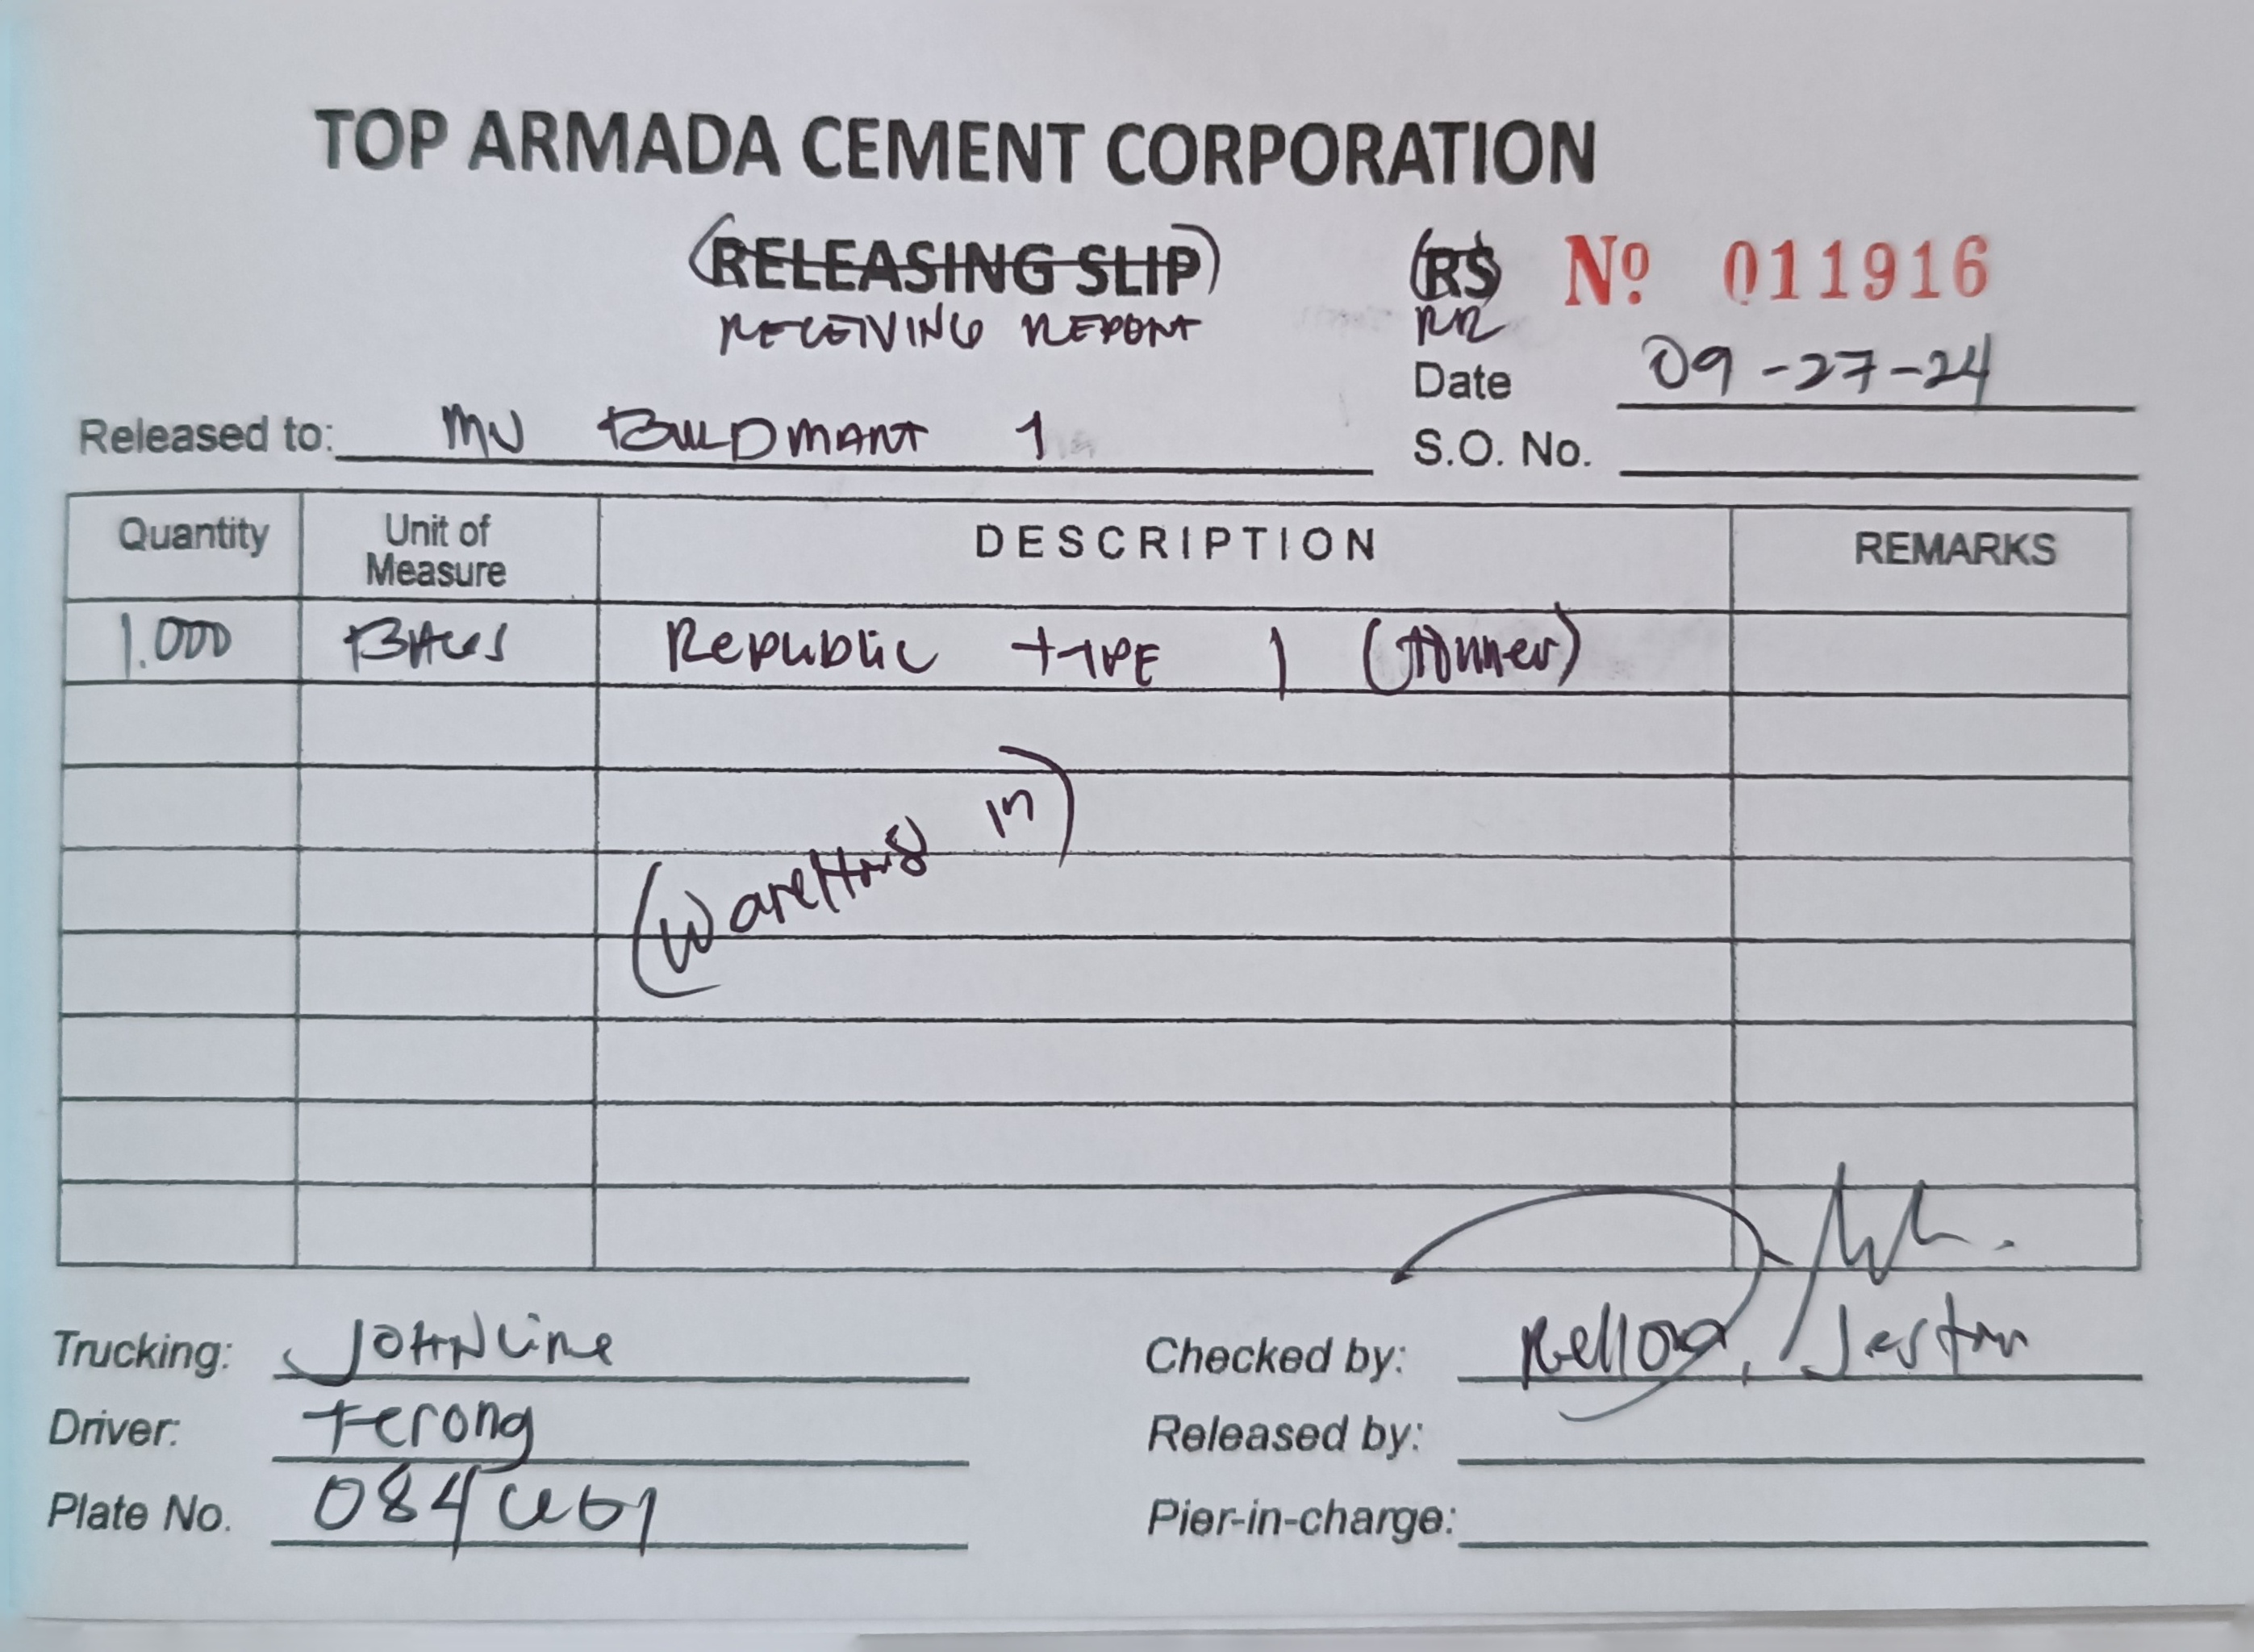 TOP ARMADA CEMENT CORPORATION
(RELEASING SLIP) (RS) Nº 011916
RECEIVING REPORT RR
Date 09-27-24
Released to: MV BUILDMART 1
S.O. No.
Quantity Unit of Measure DESCRIPTION REMARKS
1.000 BAGS Republic TYPE 1
in)
Trucking: JOHNLine Checked by:
Driver: Ferong Released by:
Plate No. Pier-in-charge: